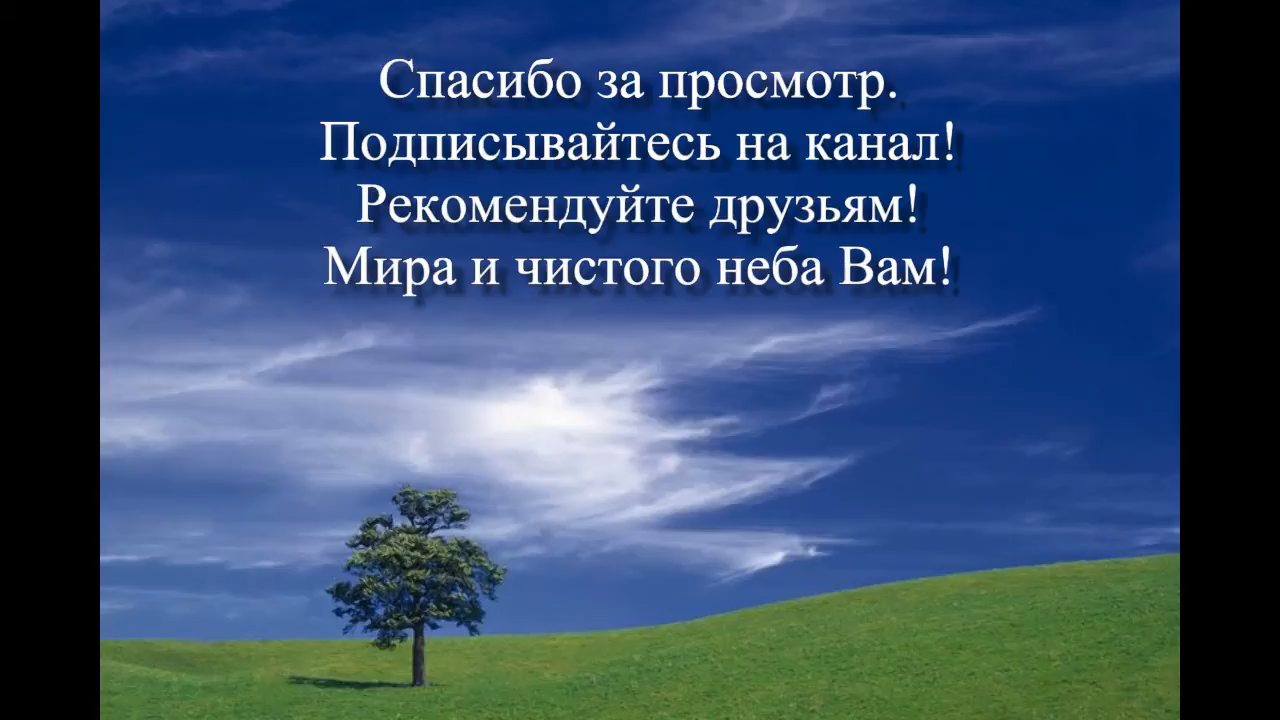 Спасибо за просмотр.
Подписывайтесь на канал!
Рекомендуйте друзьям!
Мира и чистого неба Вам!